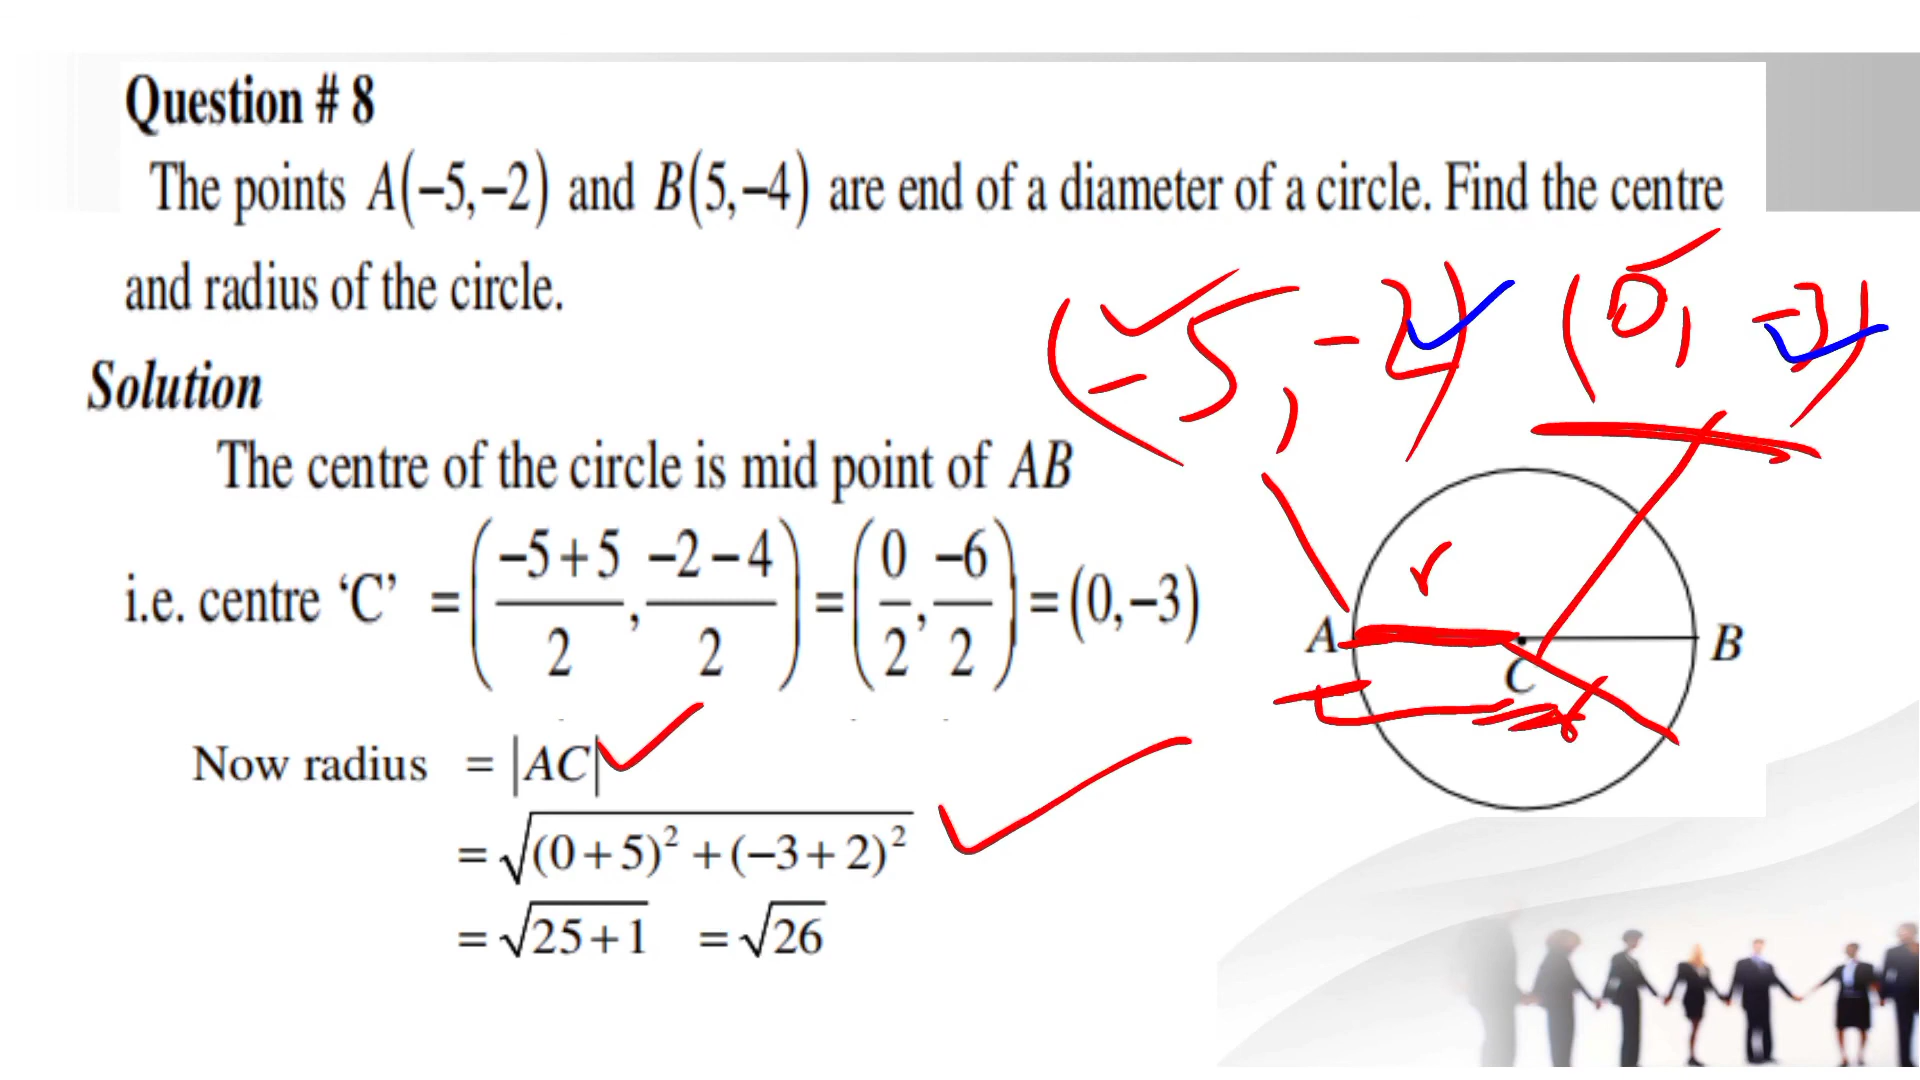 Question # 8
The points A(−5,−2) and B(5,−4) are end of a diameter of a circle. Find the centre
and radius of the circle.
(−5, −2) (0, −3)
Solution
The centre of the circle is mid point of AB
i.e. centre ‘C’ = ((−5+5)/2, (−2−4)/2) = (0/2, −6/2) = (0,−3)
A C B
r
Now radius = |AC|
= √((0+5)² + (−3+2)²)
= √(25+1) = √26